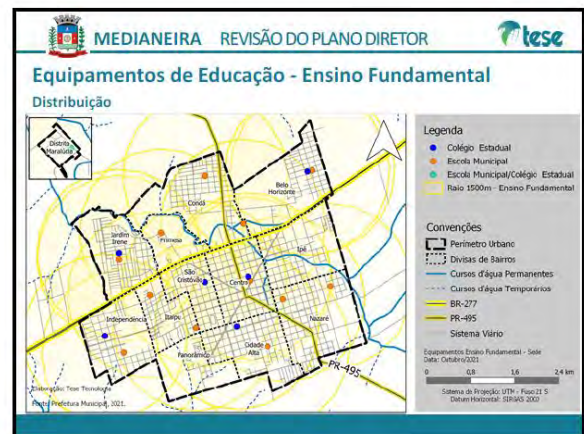 MEDIANEIRA REVISÃO DO PLANO DIRETOR
tese
Equipamentos de Educação - Ensino Fundamental
Distribuição
Distrito
Maralúcia
Condá
Belo
Horizonte
Jardim
Irene
Frimesa
Ipê
São
Cristovão
Centro
Independência
Itaipu
Nazaré
Panorâmico
Cidade
Alta
PR-495
Elaboração: Tese Tecnologia
Fonte: Prefeitura Municipal, 2021.
Legenda
Colégio Estadual
Escola Municipal
Escola Municipal/Colégio Estadual
Raio 1500m - Ensino Fundamental
Convenções
Perímetro Urbano
Divisas de Bairros
Cursos d'água Permanentes
Cursos d'água Temporários
BR-277
PR-495
Sistema Viário
Equipamentos Ensino Fundamental - Sede
Data: Outubro/2021
0 0,8 1,6 2,4 km
Sistema de Projeção: UTM - Fuso 21 S
Datum Horizontal: SIRGAS 2000